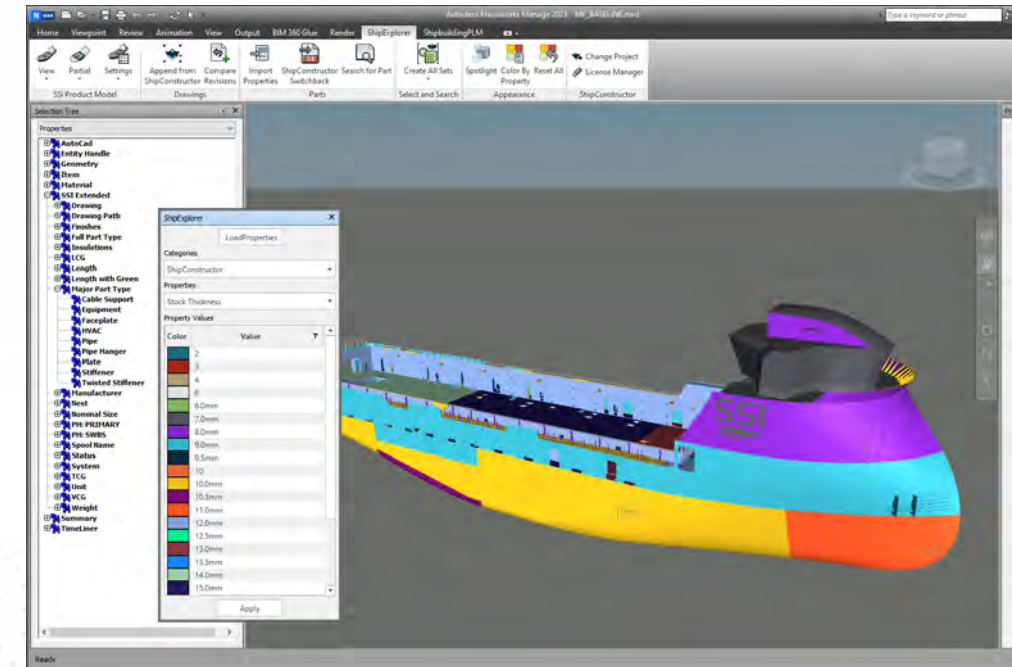 Autodesk Navisworks Manage 2023 MF_BASELINE.nwd
Type a keyword or phrase
Home Viewpoint Review Animation View Output BIM 360 Glue Render ShipExplorer ShipbuildingPLM
View Partial Settings Append from ShipConstructor Compare Revisions Import Properties ShipConstructor Switchback Search for Part Create All Sets Spotlight Color By Property Reset All Change Project
License Manager
SSI Product Model Drawings Parts Select and Search Appearance ShipConstructor
Selection Tree
Properties
AutoCad
Entity Handle
Geometry
Item
Material
SSI Extended
Drawing
Drawing Path
Finishes
Full Part Type
Insulations
LCG
Length
Length with Green
Major Part Type
Cable Support
Equipment
Faceplate
HVAC
Pipe
Pipe Hanger
Plate
Stiffener
Twisted Stiffener
Manufacturer
Nest
Nominal Size
PH: PRIMARY
PH: SWBS
Spool Name
Status
System
TCG
Unit
VCG
Weight
Summary
TimeLiner
ShipExplorer
LoadProperties
Categories
ShipConstructor
Properties
Stock Thickness
Property Values
Color Value
2
3
4
6
6.0mm
7.0mm
8.0mm
9.0mm
9.5mm
10
10.0mm
10.5mm
11.0mm
12.0mm
12.5mm
13.0mm
13.5mm
14.0mm
15.0mm
Apply
SSI
Ready